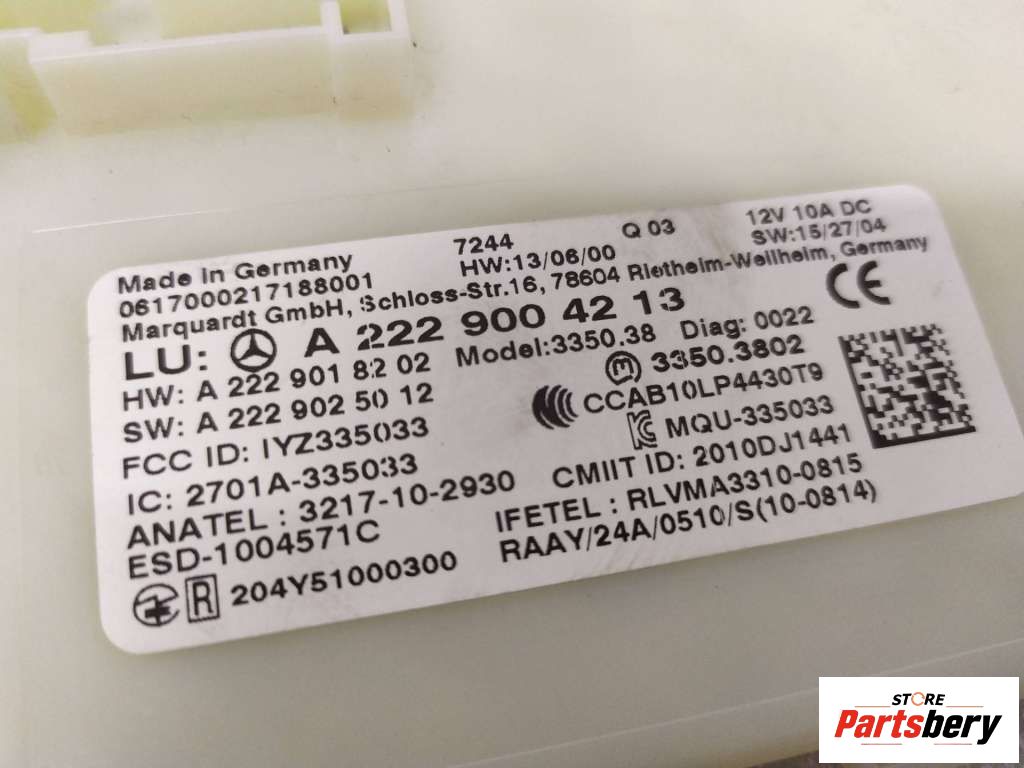 Made in Germany 7244 Q 03 12V 10A DC
0617000217188001 HW:13/06/00 SW:15/27/04
Marquardt GmbH, Schloss-Str.16, 78604 Rietheim-Weilheim, Germany
LU: A 222 900 42 13
HW: A 222 901 82 02 Model:3350.38 Diag: 0022
SW: A 222 902 50 12 3350.3802
FCC ID: IYZ335033 CCAB10LP4430T9
IC: 2701A-335033 MQU-335033
ANATEL : 3217-10-2930 CMIIT ID: 2010DJ1441
ESD-1004571C IFETEL : RLVMA3310-0815
R 204Y51000300 RAAY/24A/0510/S(10-0814)
CE
STORE
Partsbery